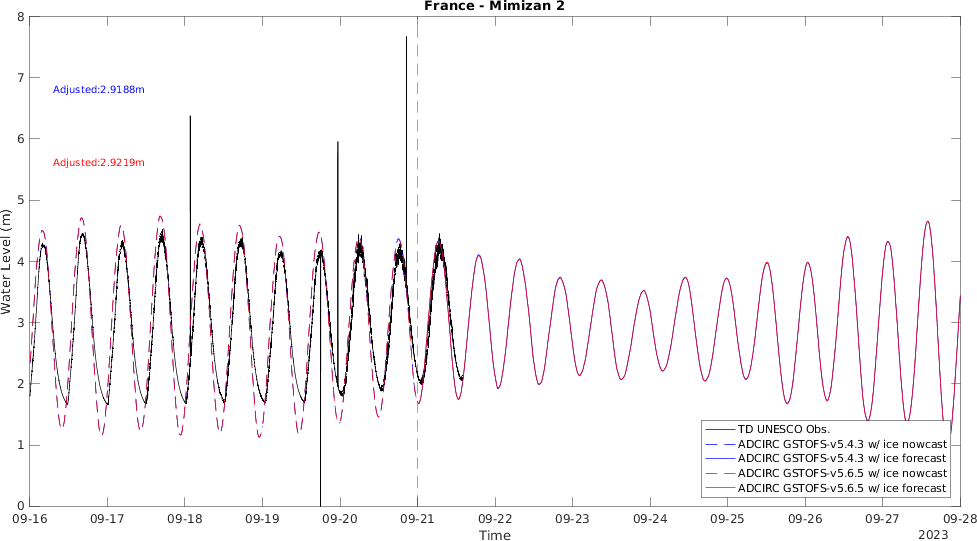 France - Mimizan 2
8
7
6
5
4
3
2
1
0
Water Level (m)
Adjusted:2.9188m
Adjusted:2.9219m
TD UNESCO Obs.
ADCIRC GSTOFS-v5.4.3 w/ ice nowcast
ADCIRC GSTOFS-v5.4.3 w/ ice forecast
ADCIRC GSTOFS-v5.6.5 w/ ice nowcast
ADCIRC GSTOFS-v5.6.5 w/ ice forecast
09-16 09-17 09-18 09-19 09-20 09-21 09-22 09-23 09-24 09-25 09-26 09-27 09-28
Time
2023